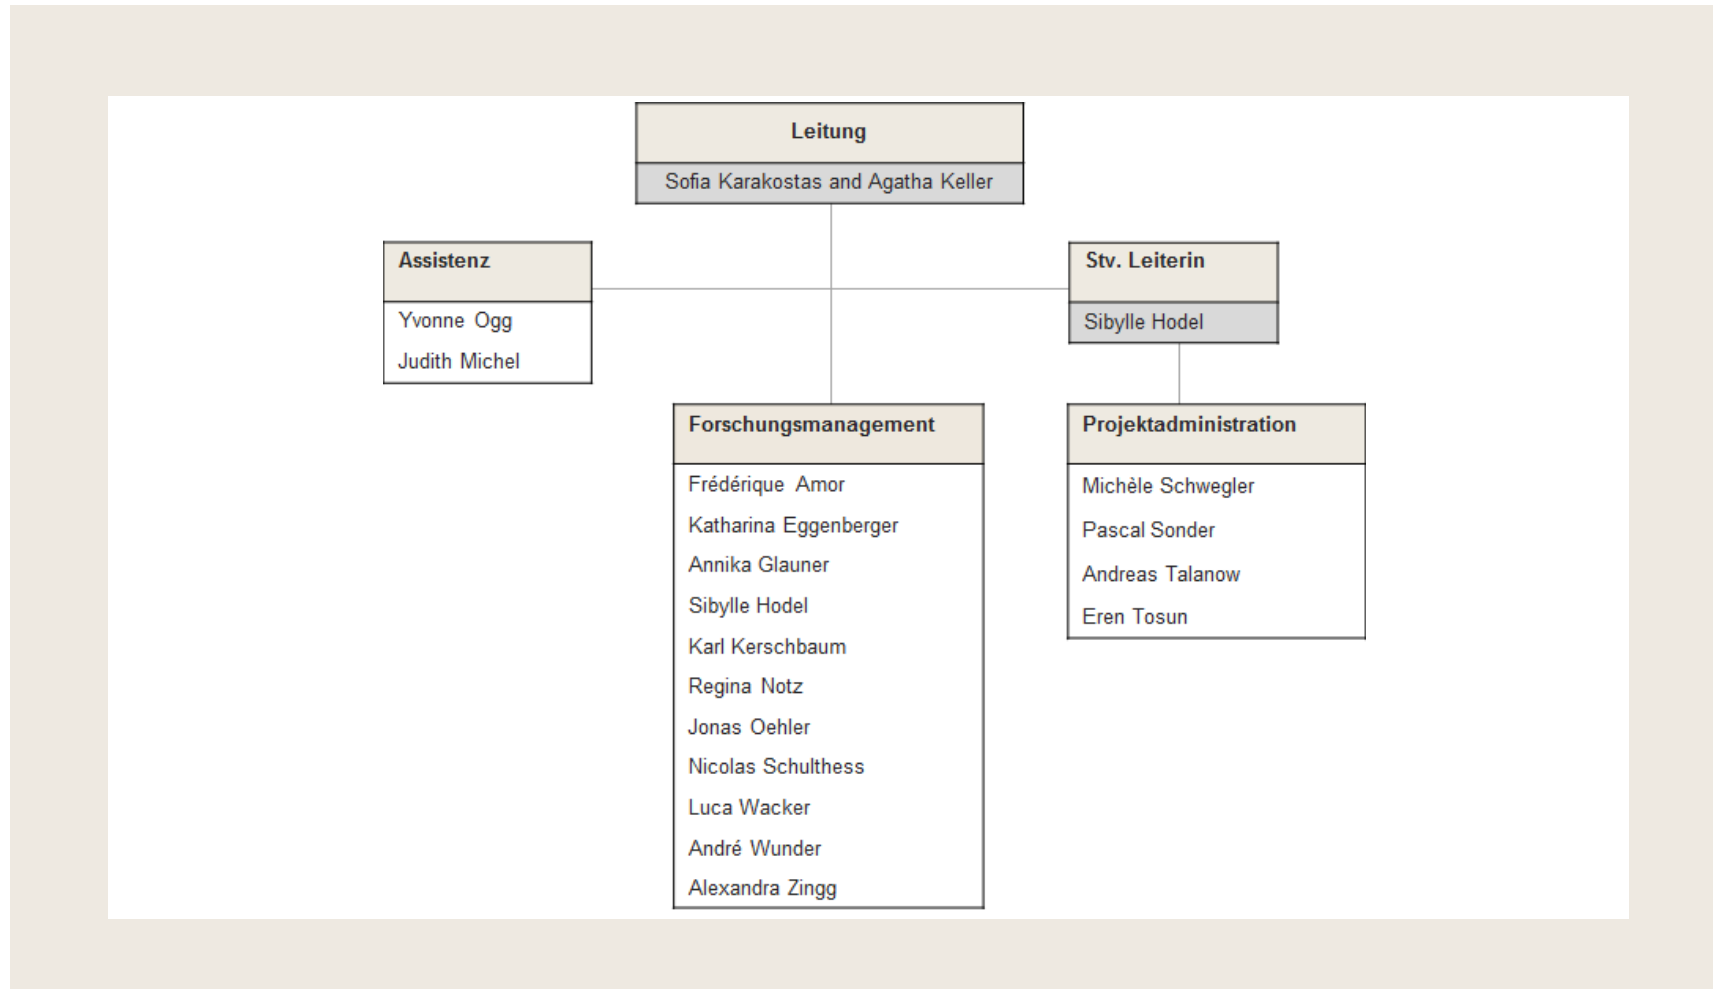 Leitung
Sofia Karakostas and Agatha Keller
Assistenz
Yvonne Ogg
Judith Michel
Stv. Leiterin
Sibylle Hodel
Forschungsmanagement
Frédérique Amor
Katharina Eggenberger
Annika Glauner
Sibylle Hodel
Karl Kerschbaum
Regina Notz
Jonas Oehler
Nicolas Schulthess
Luca Wacker
André Wunder
Alexandra Zingg
Projektadministration
Michèle Schwegler
Pascal Sonder
Andreas Talanow
Eren Tosun